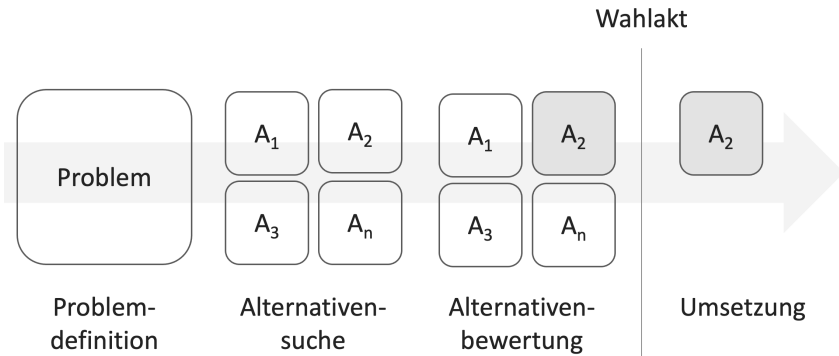 Wahlakt
Problem
A₁ A₂
A₃ Aₙ
A₁ A₂
A₃ Aₙ
A₂
Problem-
definition
Alternativen-
suche
Alternativen-
bewertung
Umsetzung